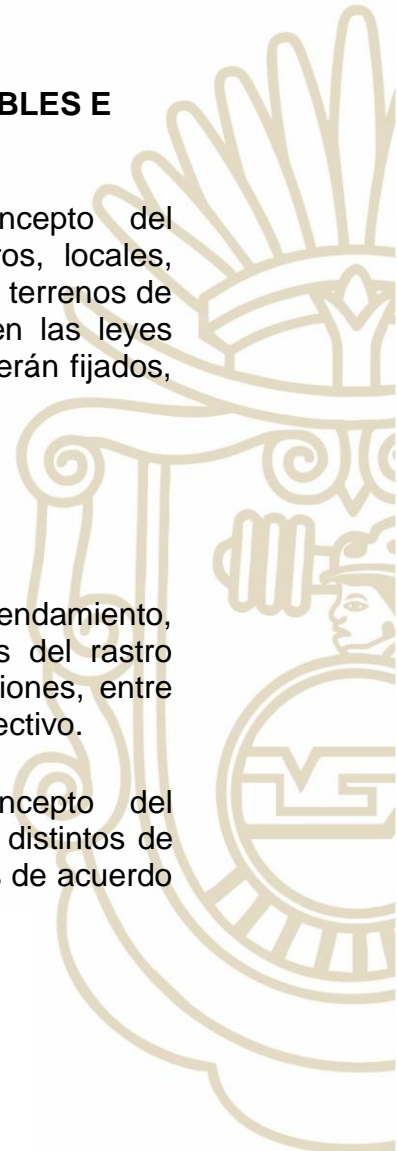 BLES E
ncepto del
os, locales,
terrenos de
en las leyes
erán fijados,
endamiento,
s del rastro
iones, entre
ectivo.
ncepto del
distintos de
s de acuerdo